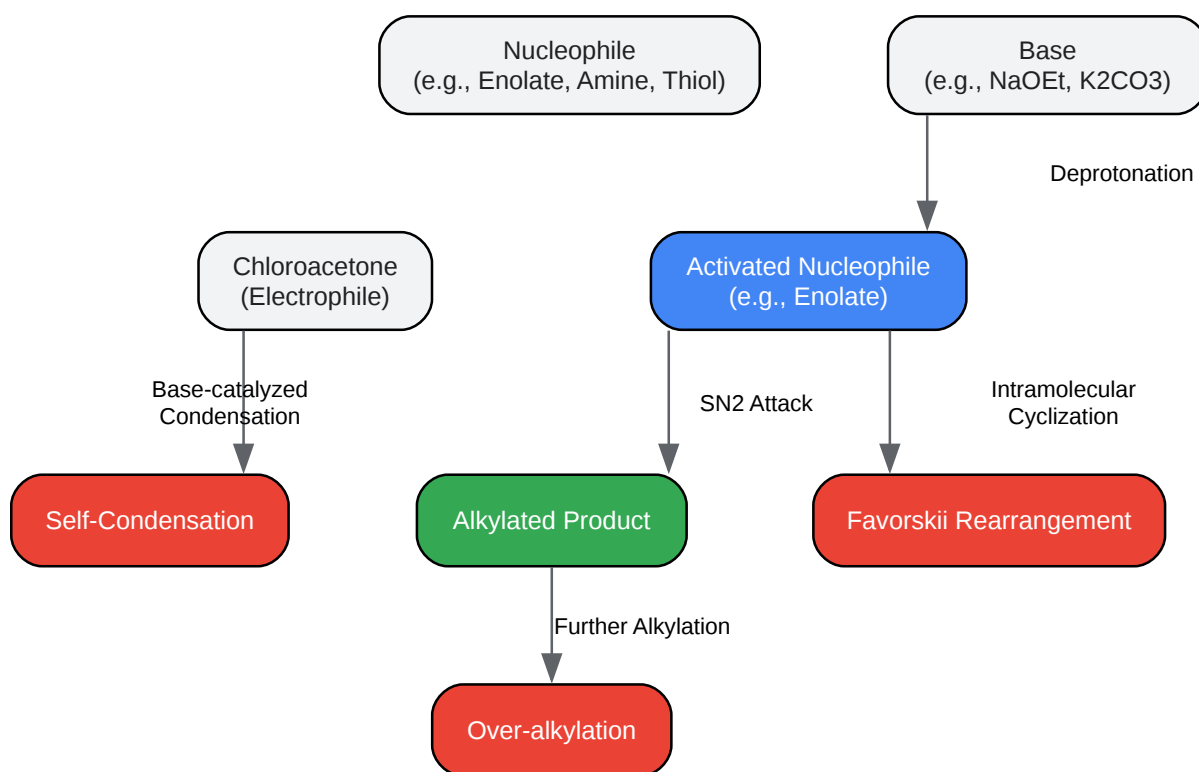 Nucleophile
(e.g., Enolate, Amine, Thiol)
Base
(e.g., NaOEt, K2CO3)
Deprotonation
Chloroacetone
(Electrophile)
Activated Nucleophile
(e.g., Enolate)
Base-catalyzed
Condensation
SN2 Attack
Intramolecular
Cyclization
Self-Condensation
Alkylated Product
Favorskii Rearrangement
Further Alkylation
Over-alkylation